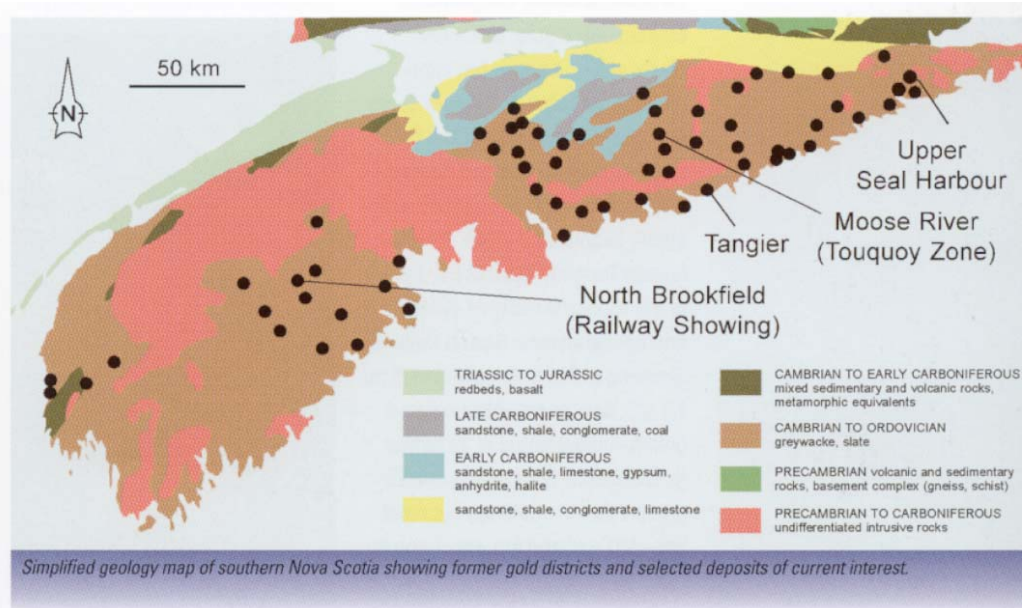 50 km
N
Upper
Seal Harbour
Moose River
(Touquoy Zone)
Tangier
North Brookfield
(Railway Showing)
TRIASSIC TO JURASSIC
redbeds, basalt
LATE CARBONIFEROUS
sandstone, shale, conglomerate, coal
EARLY CARBONIFEROUS
sandstone, shale, limestone, gypsum,
anhydrite, halite
sandstone, shale, conglomerate, limestone
CAMBRIAN TO EARLY CARBONIFEROUS
mixed sedimentary and volcanic rocks,
metamorphic equivalents
CAMBRIAN TO ORDOVICIAN
greywacke, slate
PRECAMBRIAN volcanic and sedimentary
rocks, basement complex (gneiss, schist)
PRECAMBRIAN TO CARBONIFEROUS
undifferentiated intrusive rocks
Simplified geology map of southern Nova Scotia showing former gold districts and selected deposits of current interest.